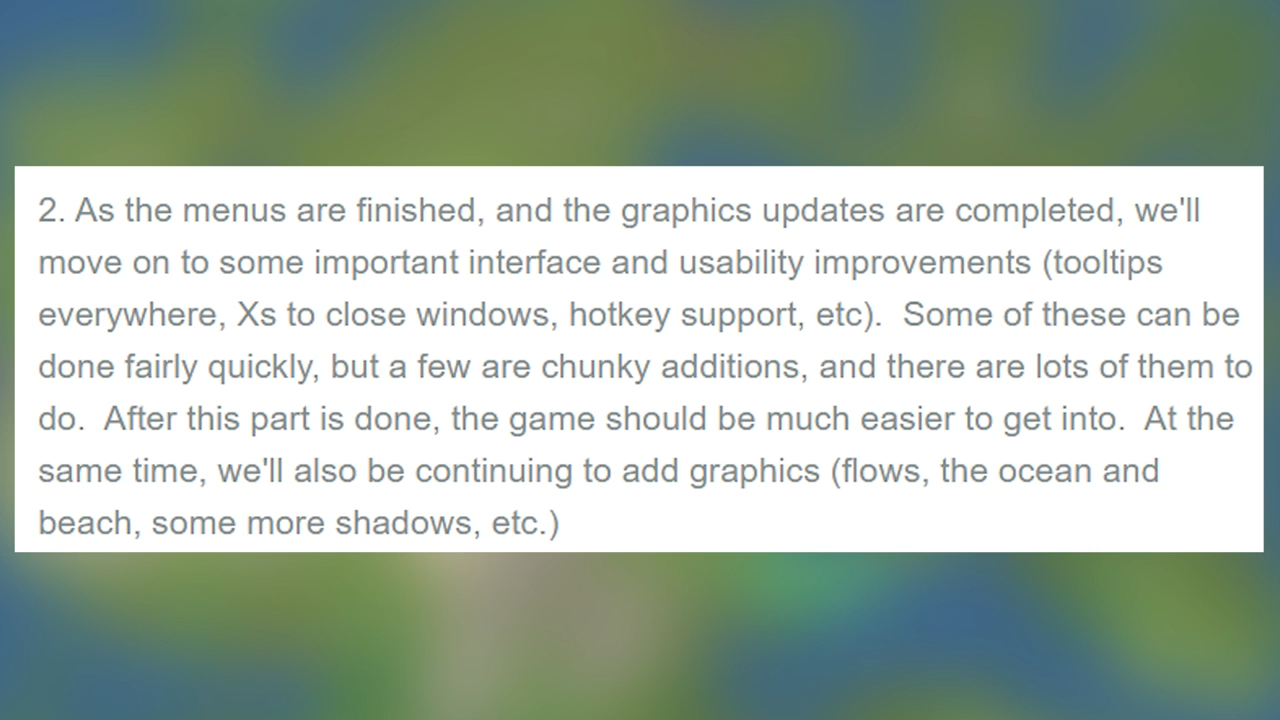 2. As the menus are finished, and the graphics updates are completed, we'll
move on to some important interface and usability improvements (tooltips
everywhere, Xs to close windows, hotkey support, etc).  Some of these can be
done fairly quickly, but a few are chunky additions, and there are lots of them to
do.  After this part is done, the game should be much easier to get into.  At the
same time, we'll also be continuing to add graphics (flows, the ocean and
beach, some more shadows, etc.)